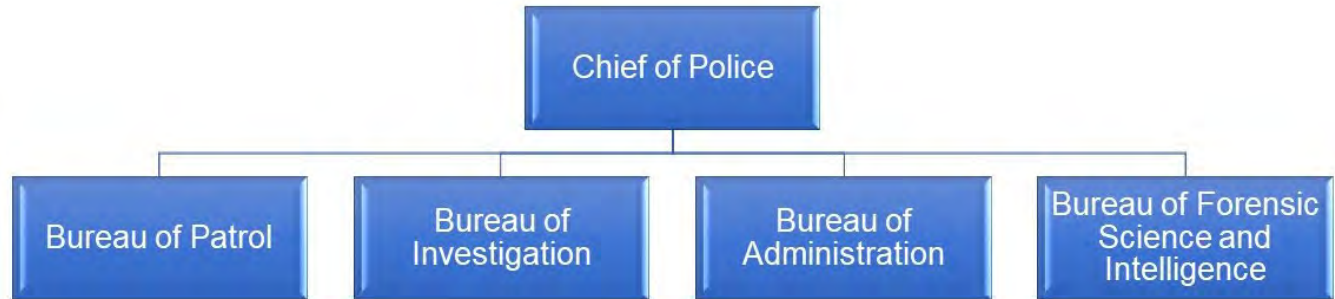 Chief of Police
Bureau of Patrol
Bureau of
Investigation
Bureau of
Administration
Bureau of Forensic
Science and
Intelligence